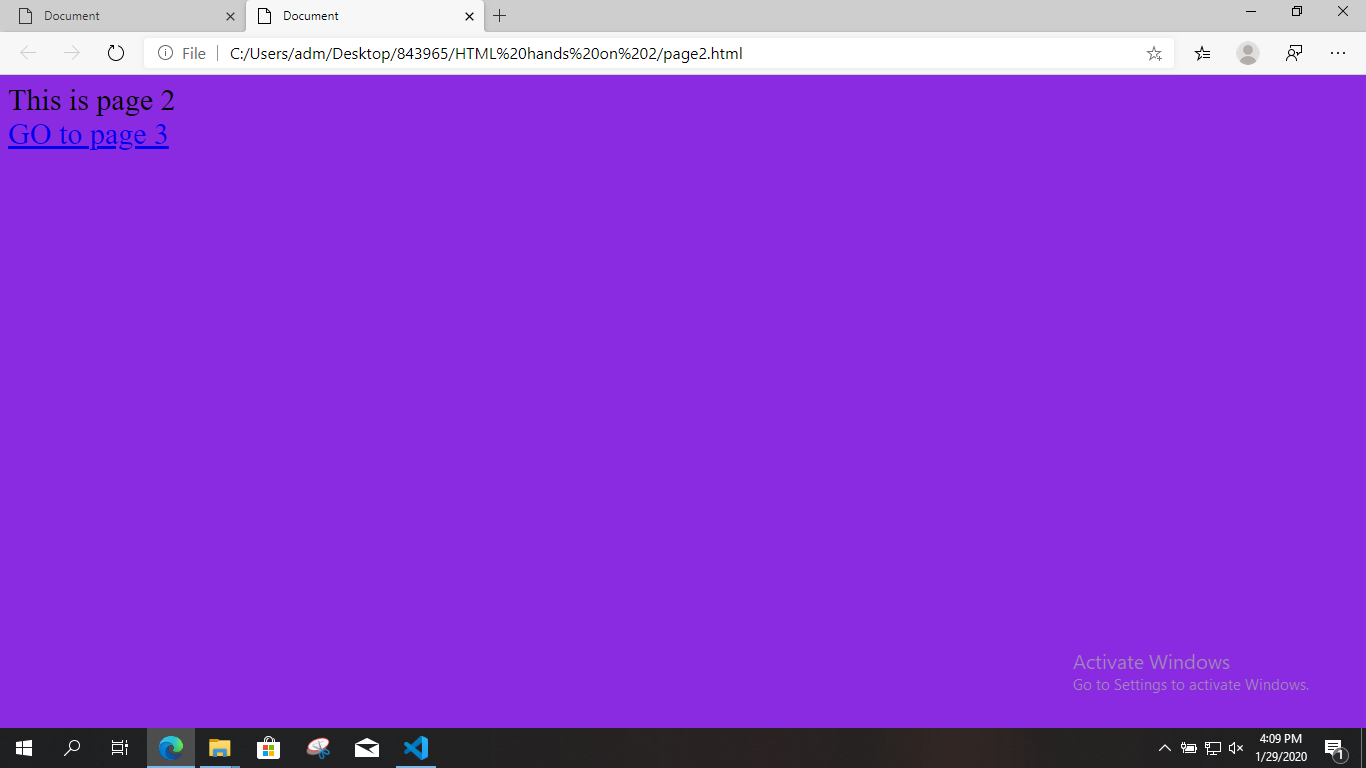 Document
Document
File
C:/Users/adm/Desktop/843965/HTML%20hands%20on%202/page2.html
This is page 2
GO to page 3
Activate Windows
Go to Settings to activate Windows.
4:09 PM
1/29/2020
1